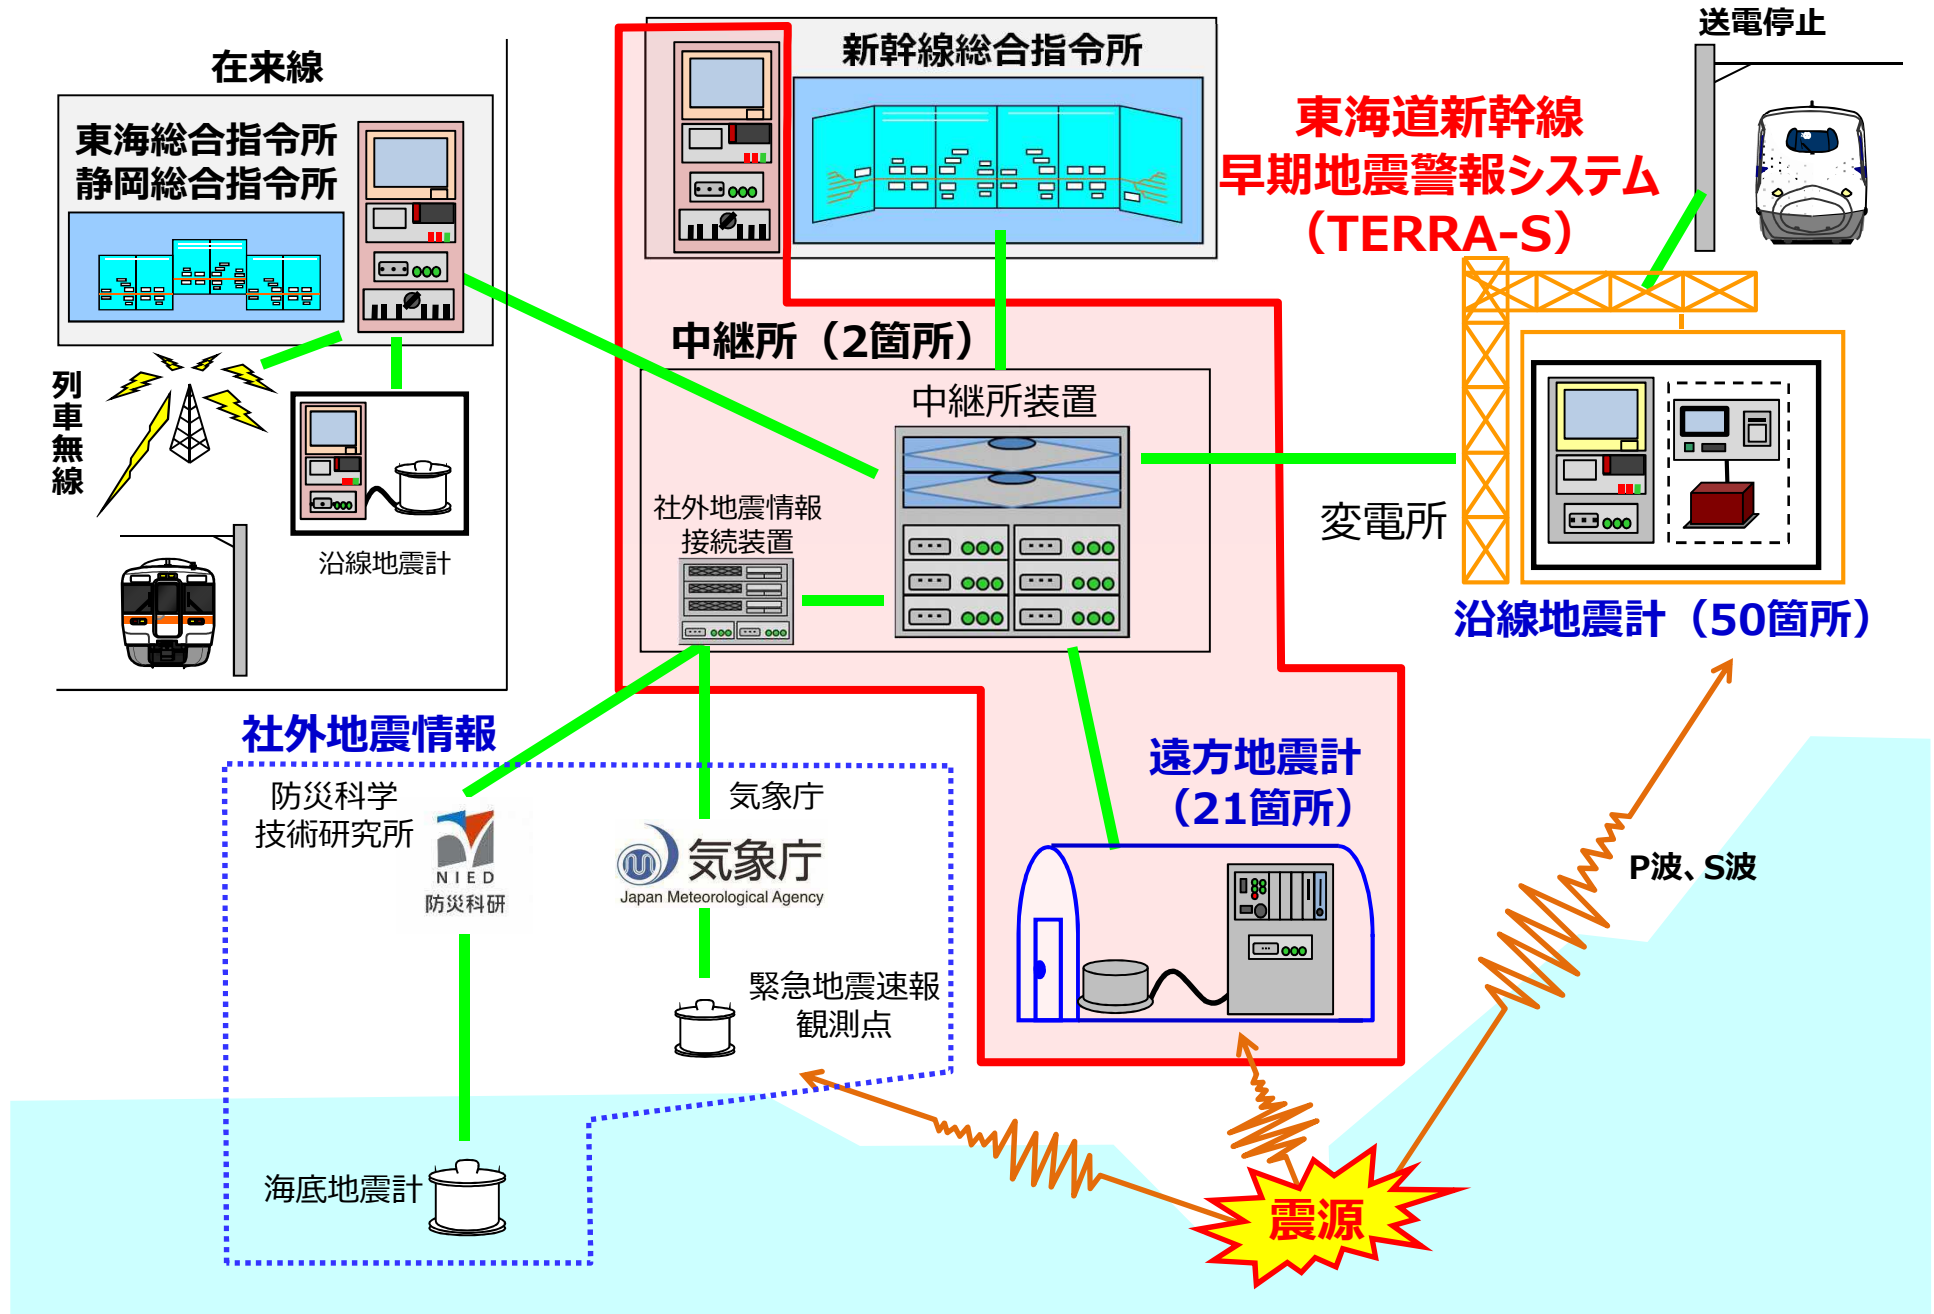 在来線
東海総合指令所
静岡総合指令所
列車無線
沿線地震計
新幹線総合指令所
中継所（2箇所）
中継所装置
社外地震情報
接続装置
東海道新幹線
早期地震警報システム
（TERRA-S）
送電停止
変電所
沿線地震計（50箇所）
社外地震情報
防災科学
技術研究所
NIED
防災科研
気象庁
気象庁
Japan Meteorological Agency
緊急地震速報
観測点
海底地震計
遠方地震計
（21箇所）
P波、S波
震源